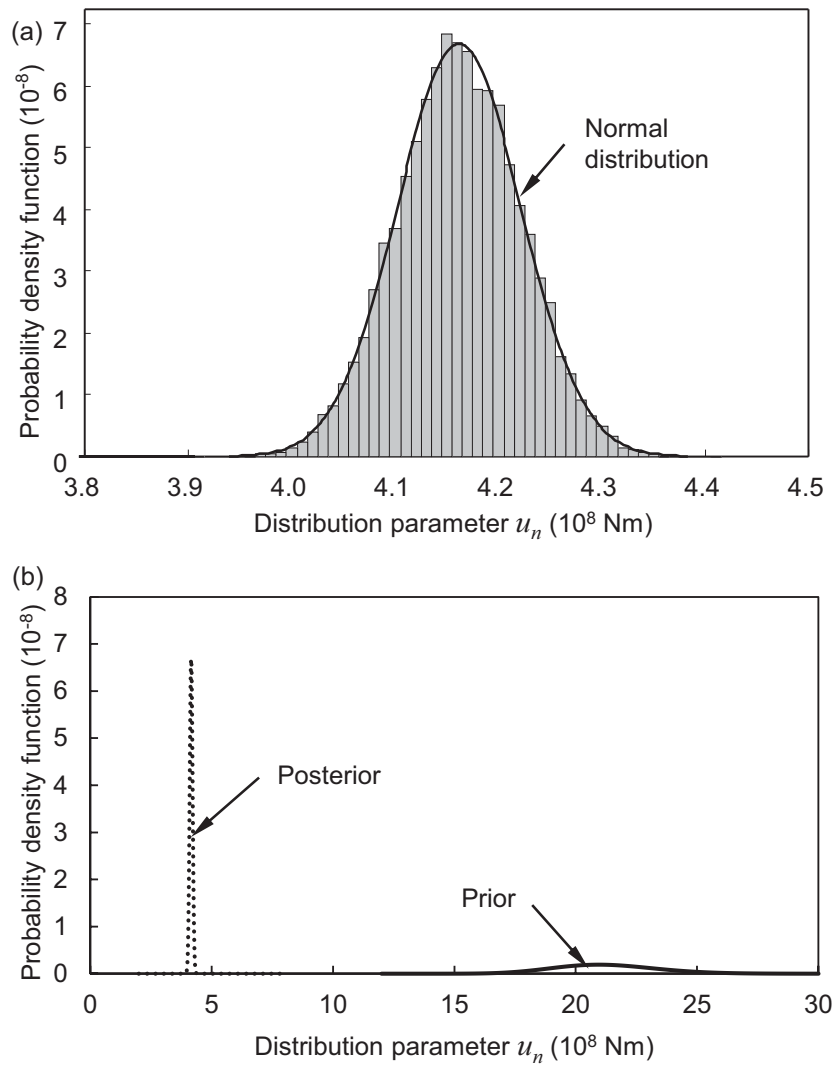 (a)
Probability density function (10⁻⁸)
7
6
5
4
3
2
1
0
Normal
distribution
3.8 3.9 4.0 4.1 4.2 4.3 4.4 4.5
Distribution parameter uₙ (10⁸ Nm)
(b)
Probability density function (10⁻⁸)
8
7
6
5
4
3
2
1
0
Posterior
Prior
0 5 10 15 20 25 30
Distribution parameter uₙ (10⁸ Nm)